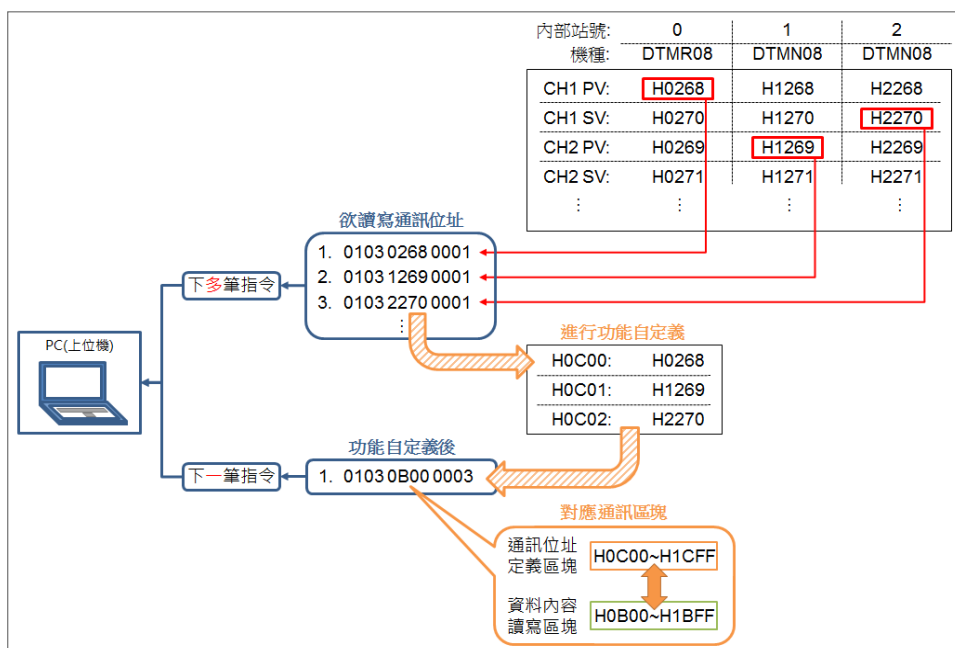 內部站號: 0 1 2
機種: DTMR08 DTMN08 DTMN08
CH1 PV: H0268 H1268 H2268
CH1 SV: H0270 H1270 H2270
CH2 PV: H0269 H1269 H2269
CH2 SV: H0271 H1271 H2271
⋮ ⋮ ⋮ ⋮
欲讀寫通訊位址
1. 0103 0268 0001
2. 0103 1269 0001
3. 0103 2270 0001
⋮
下多筆指令
PC(上位機)
進行功能自定義
H0C00: H0268
H0C01: H1269
H0C02: H2270
功能自定義後
下一筆指令
1. 0103 0B00 0003
對應通訊區塊
通訊位址
定義區塊
H0C00~H1CFF
資料內容
讀寫區塊
H0B00~H1BFF